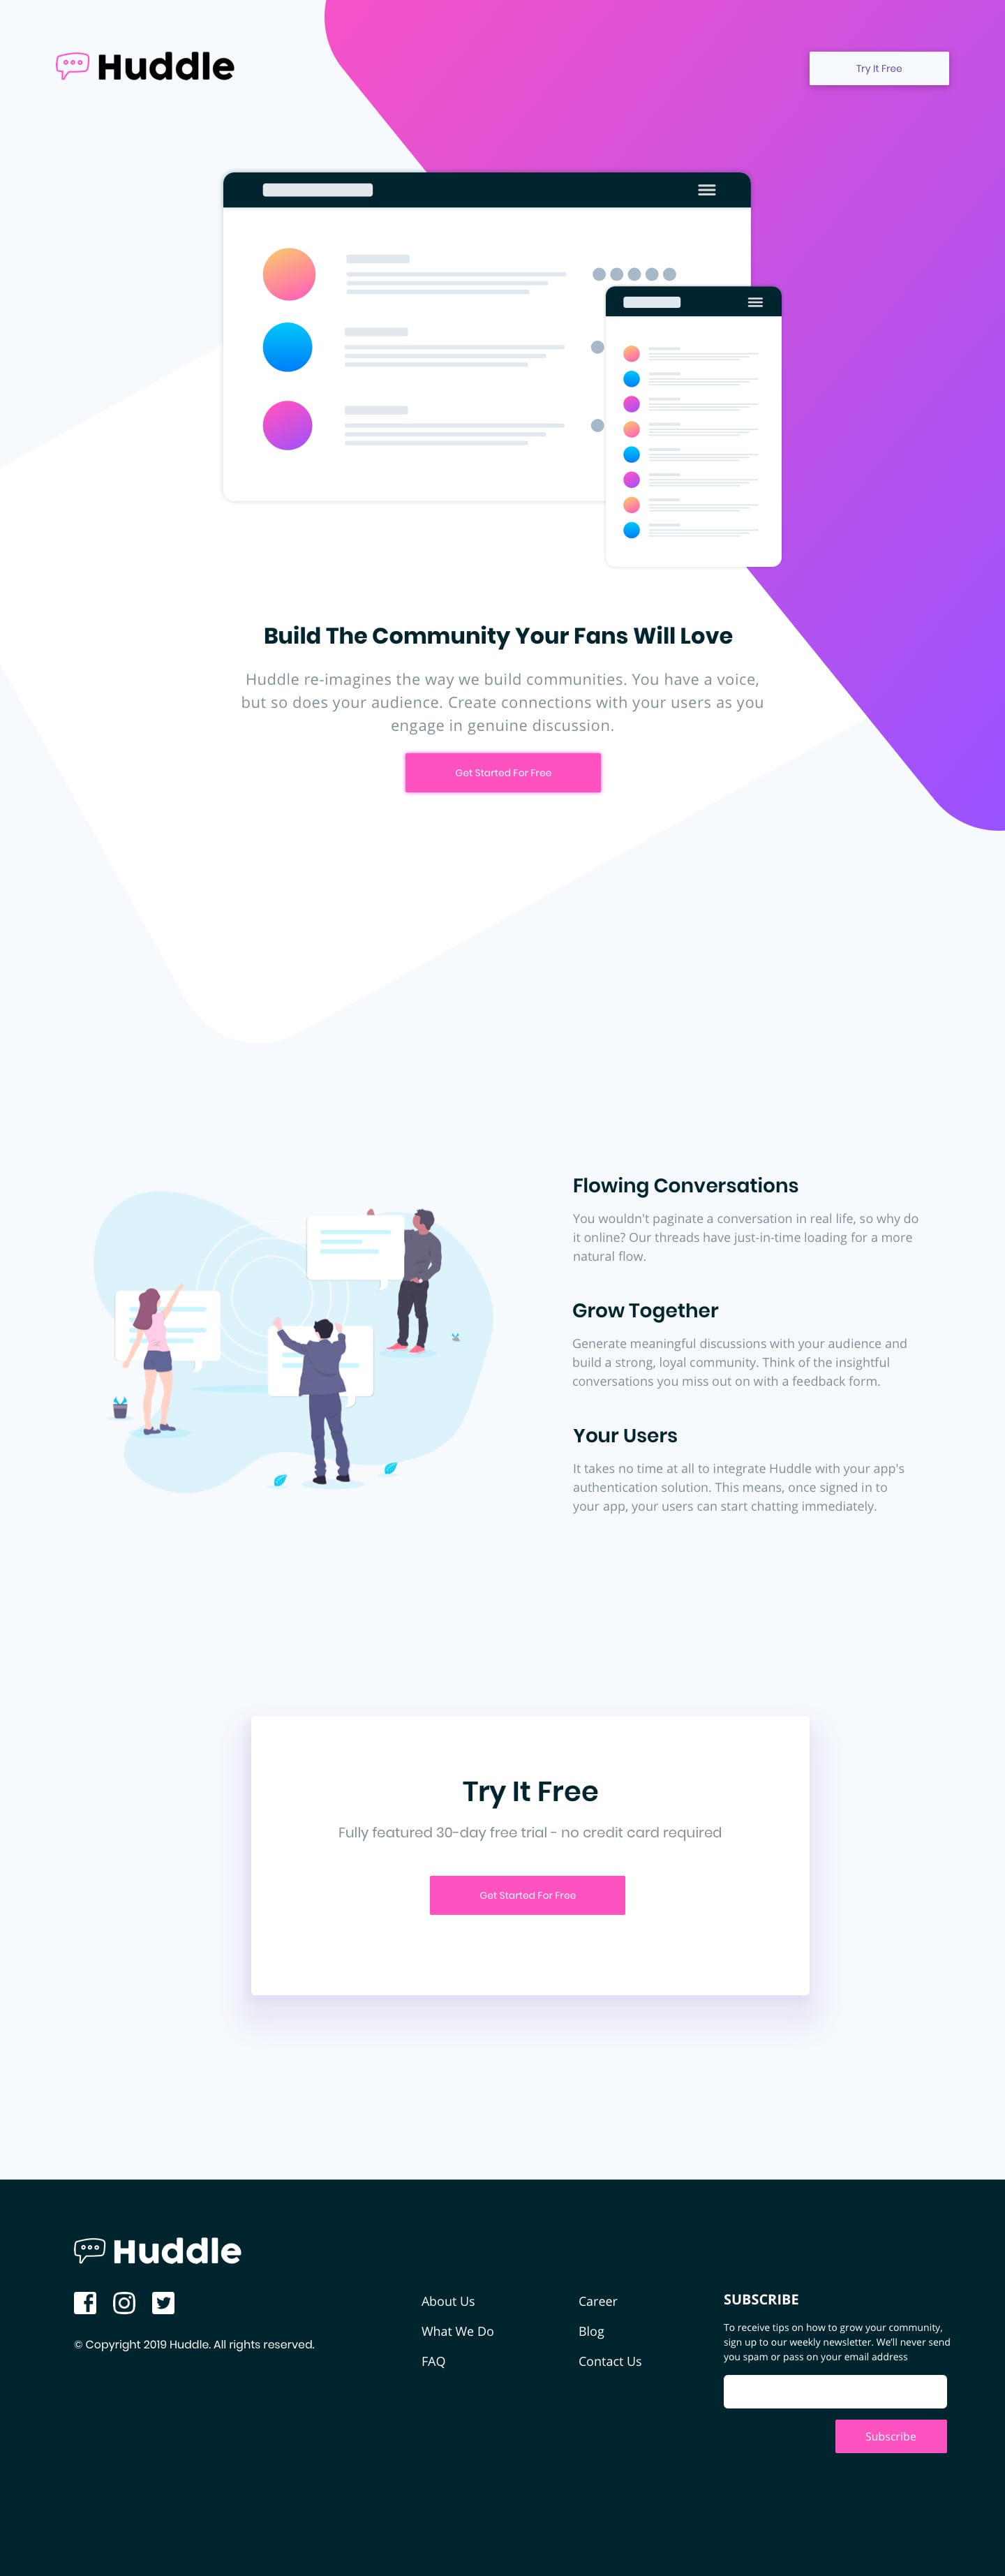 Huddle
Try It Free
Build The Community Your Fans Will Love
Huddle re-imagines the way we build communities. You have a voice,
but so does your audience. Create connections with your users as you
engage in genuine discussion.
Get Started For Free
Flowing Conversations
You wouldn't paginate a conversation in real life, so why do
it online? Our threads have just-in-time loading for a more
natural flow.
Grow Together
Generate meaningful discussions with your audience and
build a strong, loyal community. Think of the insightful
conversations you miss out on with a feedback form.
Your Users
It takes no time at all to integrate Huddle with your app's
authentication solution. This means, once signed in to
your app, your users can start chatting immediately.
Try It Free
Fully featured 30-day free trial - no credit card required
Get Started For Free
Huddle
© Copyright 2019 Huddle. All rights reserved.
About Us
What We Do
FAQ
Career
Blog
Contact Us
SUBSCRIBE
To receive tips on how to grow your community,
sign up to our weekly newsletter. We'll never send
you spam or pass on your email address
Subscribe